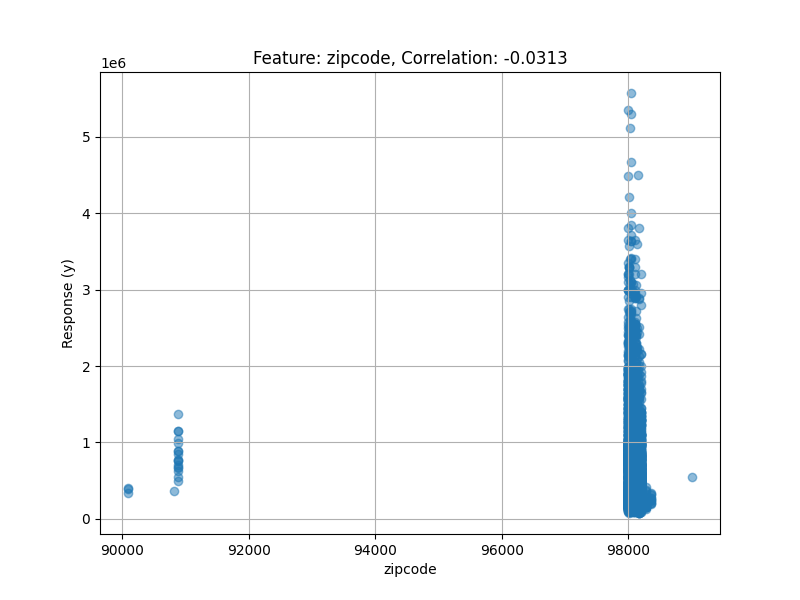 Feature: zipcode, Correlation: -0.0313
1e6
5
4
3
2
1
0
Response (y)
90000 92000 94000 96000 98000
zipcode